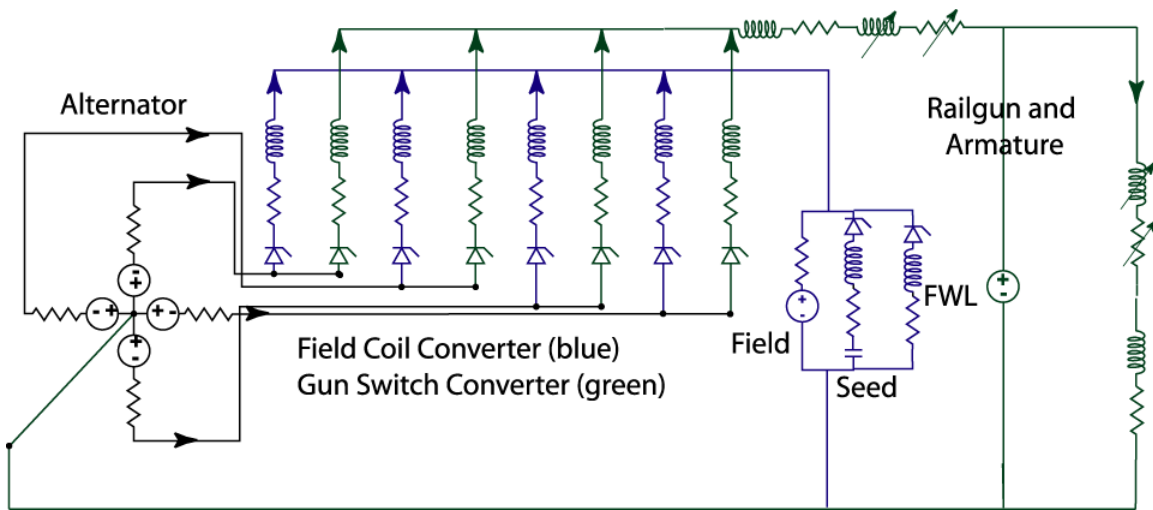 Alternator
Railgun and
Armature
Field Coil Converter (blue)
Gun Switch Converter (green)
Field
Seed
FWL